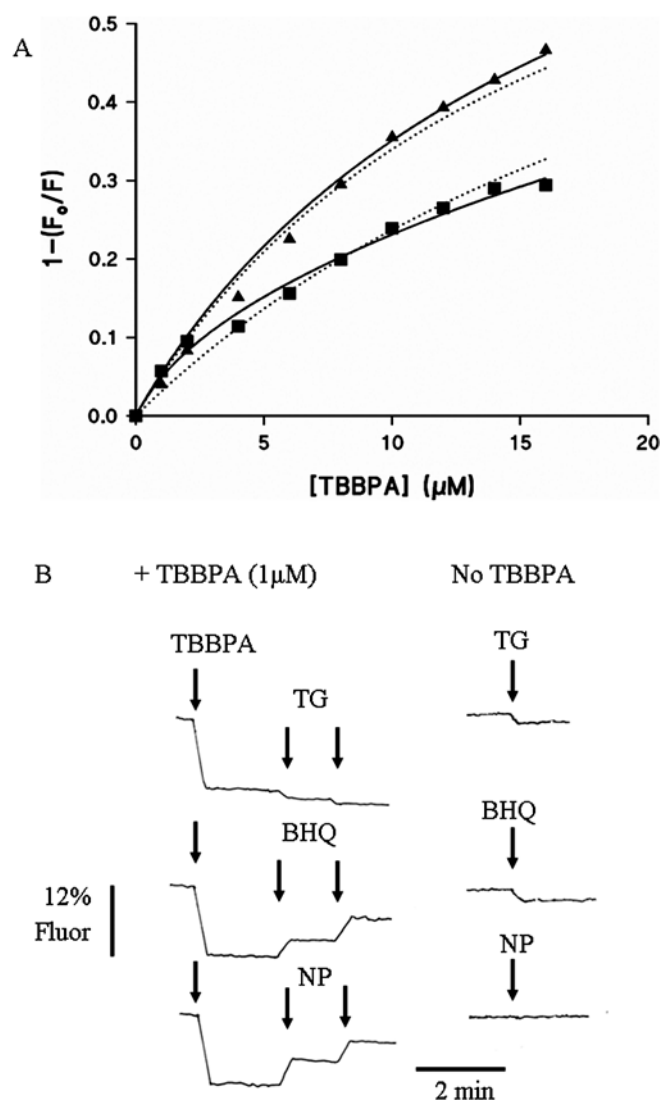 A
1−(Fₒ/F)
0.5
0.4
0.3
0.2
0.1
0.0
0 5 10 15 20
[TBBPA] (μM)
B + TBBPA (1μM) No TBBPA
TBBPA
TG
TG
BHQ
BHQ
12%
Fluor
NP
NP
2 min